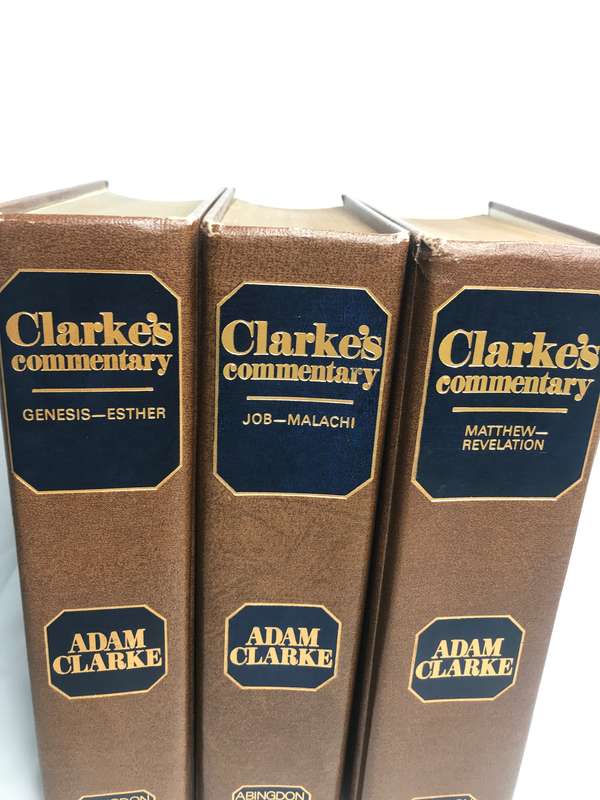 Clarke's
commentary
GENESIS—ESTHER
ADAM
CLARKE
ABINGDON
Clarke's
commentary
JOB—MALACHI
ADAM
CLARKE
ABINGDON
Clarke's
commentary
MATTHEW—
REVELATION
ADAM
CLARKE